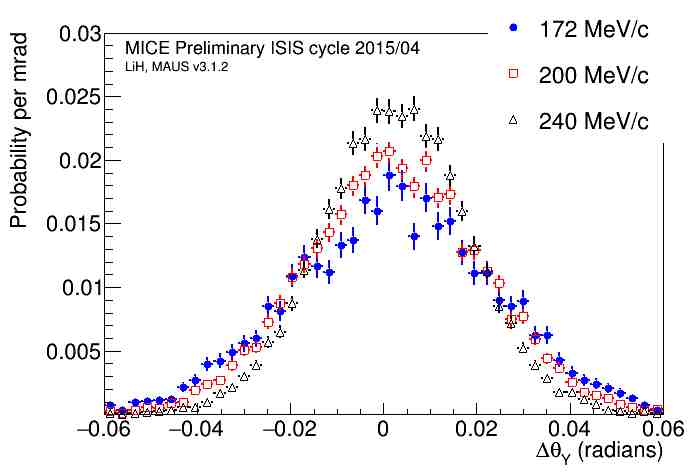 MICE Preliminary ISIS cycle 2015/04
LiH, MAUS v3.1.2
172 MeV/c
200 MeV/c
240 MeV/c
Probability per mrad
0.03
0.025
0.02
0.015
0.01
0.005
−0.06 −0.04 −0.02 0 0.02 0.04 0.06
Δθ_Y (radians)